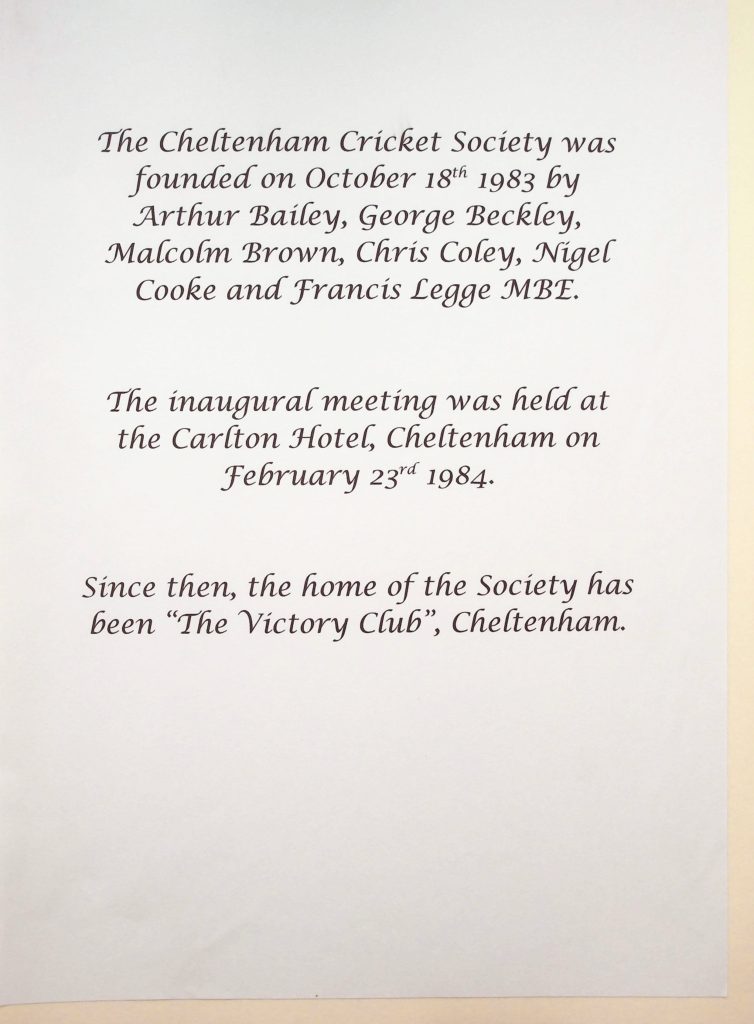 The Cheltenham Cricket Society was
founded on October 18th 1983 by
Arthur Bailey, George Beckley,
Malcolm Brown, Chris Coley, Nigel
Cooke and Francis Legge MBE.
The inaugural meeting was held at
the Carlton Hotel, Cheltenham on
February 23rd 1984.
Since then, the home of the Society has
been “The Victory Club”, Cheltenham.